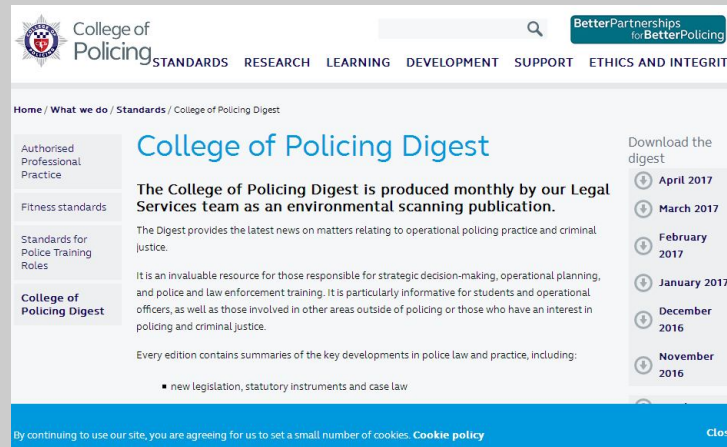 College of
Policing
BetterPartnerships
forBetterPolicing
STANDARDS RESEARCH LEARNING DEVELOPMENT SUPPORT ETHICS AND INTEGRIT
Home / What we do / Standards / College of Policing Digest
Authorised
Professional
Practice
Fitness standards
Standards for
Police Training
Roles
College of
Policing Digest
College of Policing Digest
The College of Policing Digest is produced monthly by our Legal
Services team as an environmental scanning publication.
The Digest provides the latest news on matters relating to operational policing practice and criminal
justice.
It is an invaluable resource for those responsible for strategic decision-making, operational planning,
and police and law enforcement training. It is particularly informative for students and operational
officers, as well as those involved in other areas outside of policing or those who have an interest in
policing and criminal justice.
Every edition contains summaries of the key developments in police law and practice, including:
▪ new legislation, statutory instruments and case law
Download the
digest
April 2017
March 2017
February
2017
January 2017
December
2016
November
2016
By continuing to use our site, you are agreeing for us to set a small number of cookies. Cookie policy
Clos